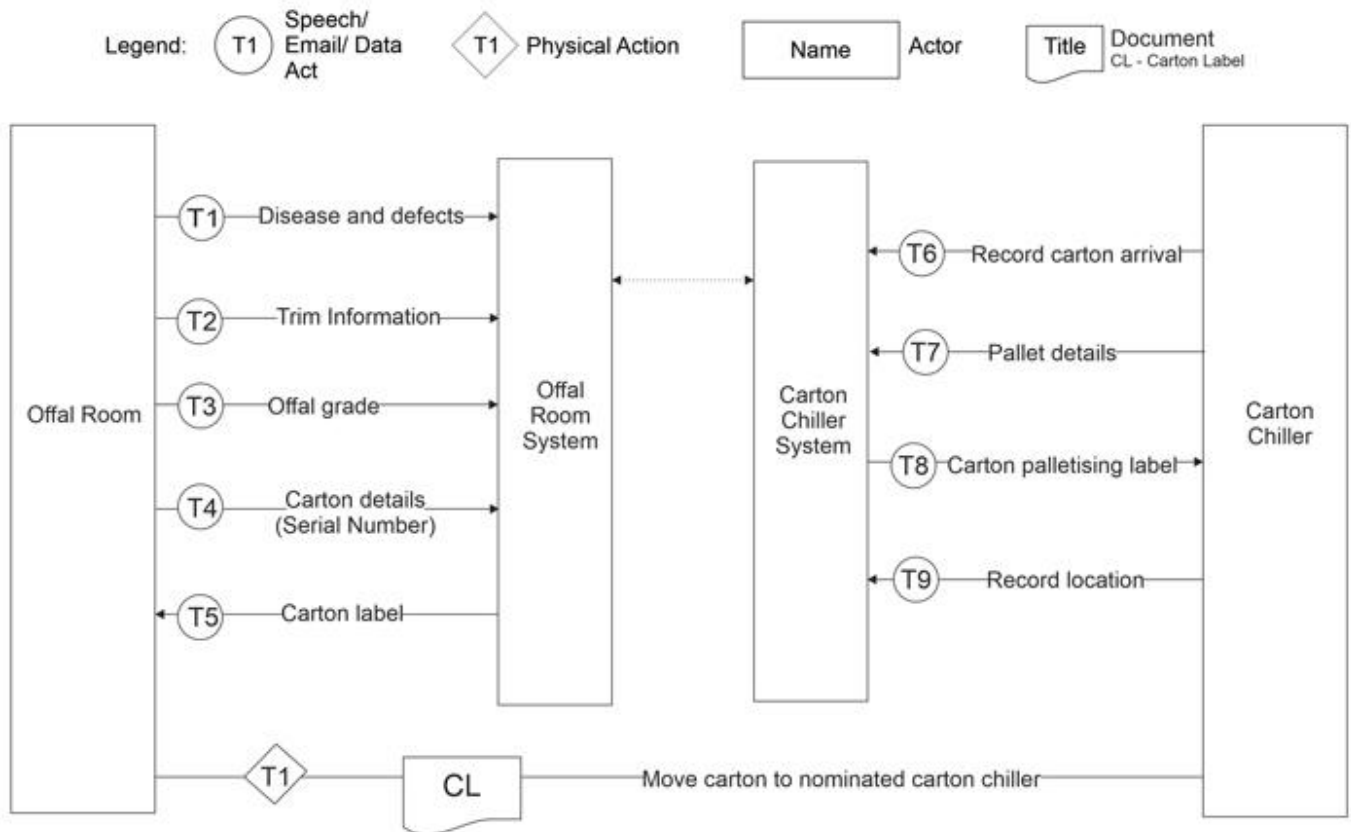 Legend:
T1
Speech/
Email/ Data
Act
T1
Physical Action
Name
Actor
Title
Document
CL - Carton Label
Offal Room
T1
Disease and defects
T2
Trim Information
T3
Offal grade
T4
Carton details
(Serial Number)
T5
Carton label
Offal
Room
System
Carton
Chiller
System
T6
Record carton arrival
T7
Pallet details
T8
Carton palletising label
T9
Record location
Carton
Chiller
T1
CL
Move carton to nominated carton chiller